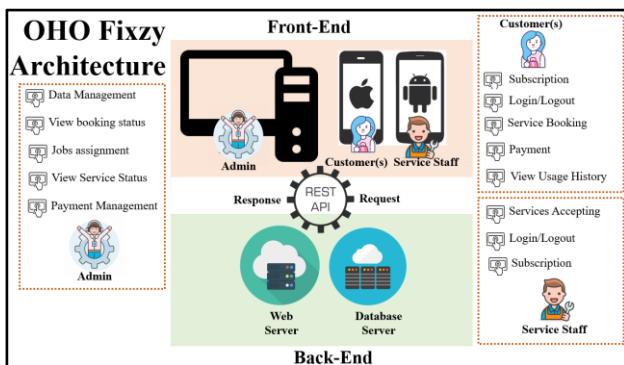 OHO Fixzy
Architecture
Data Management
View booking status
Jobs assignment
View Service Status
Payment Management
Admin
Front-End
Admin
Customer(s)
Service Staff
Response
REST
API
Request
Web
Server
Database
Server
Back-End
Customer(s)
Subscription
Login/Logout
Service Booking
Payment
View Usage History
Services Accepting
Login/Logout
Subscription
Service Staff